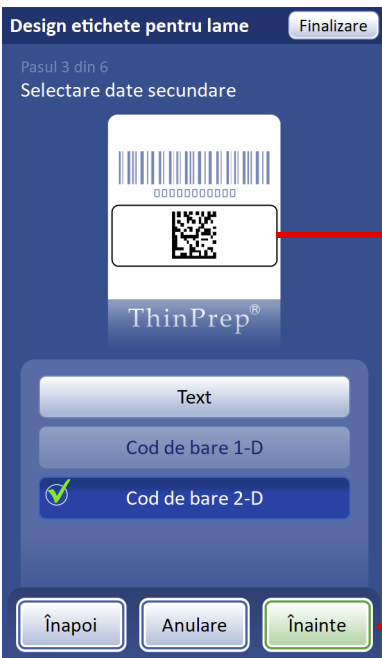 Design etichete pentru lame
Finalizare
Pasul 3 din 6
Selectare date secundare
00000000000
ThinPrep®
Text
Cod de bare 1-D
Cod de bare 2-D
Înapoi
Anulare
Înainte